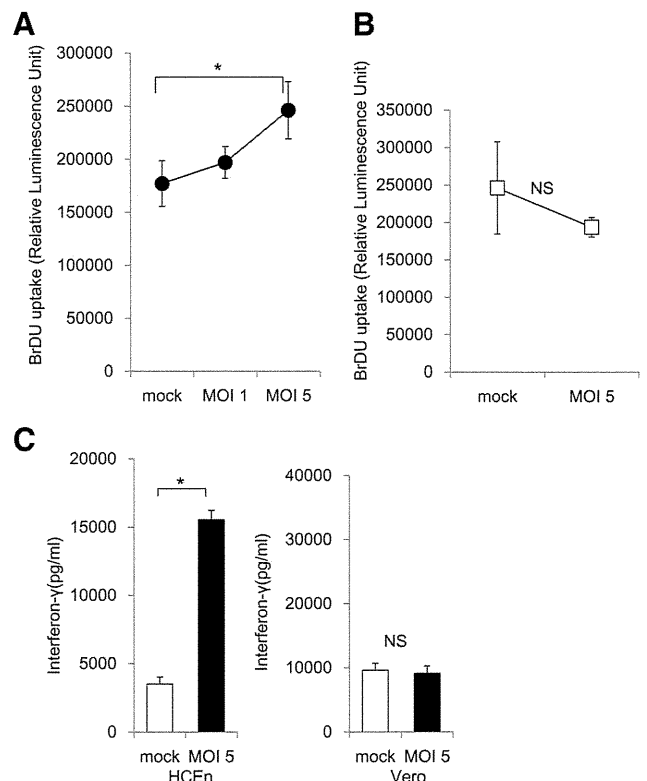 A
BrDU uptake (Relative Luminescence Unit)
300000
250000
200000
150000
100000
50000
0
*
mock MOI 1 MOI 5
B
BrDU uptake (Relative Luminescence Unit)
350000
300000
250000
200000
150000
100000
50000
0
NS
mock MOI 5
C
Interferon-γ(pg/ml)
20000
15000
10000
5000
0
*
mock MOI 5
HCEn
Interferon-γ(pg/ml)
40000
30000
20000
10000
0
NS
mock MOI 5
Vero